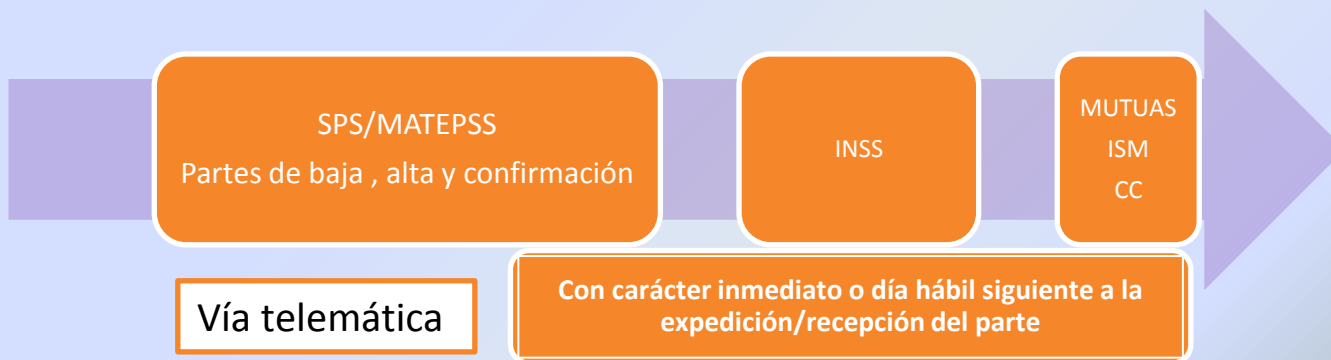 SPS/MATEPSS
Partes de baja , alta y confirmación
INSS
MUTUAS
ISM
CC
Vía telemática
Con carácter inmediato o día hábil siguiente a la
expedición/recepción del parte